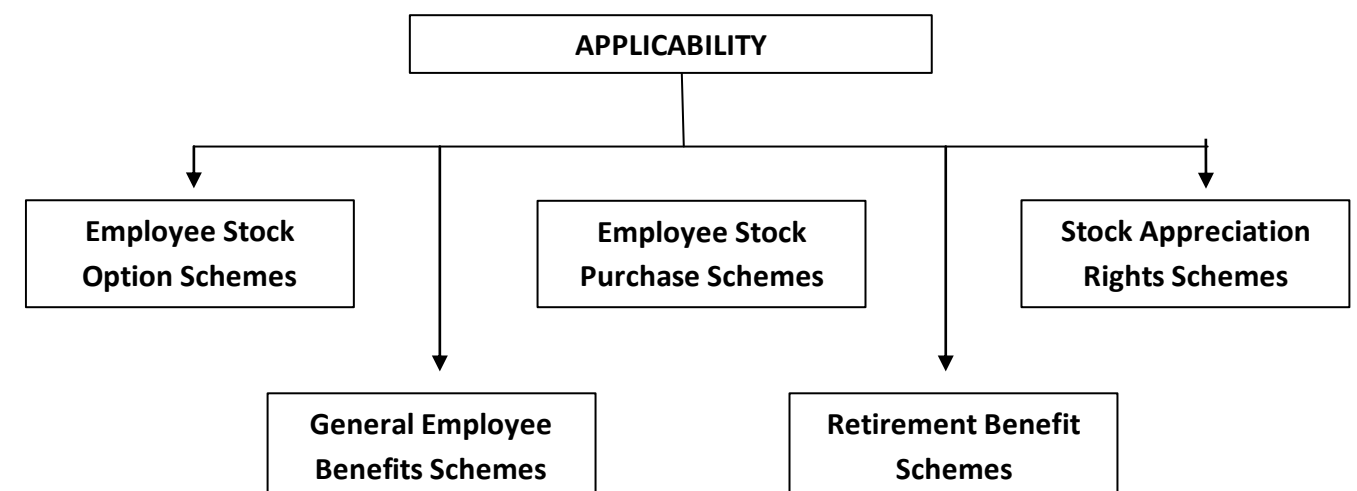 APPLICABILITY
Employee Stock
Option Schemes
Employee Stock
Purchase Schemes
Stock Appreciation
Rights Schemes
General Employee
Benefits Schemes
Retirement Benefit
Schemes